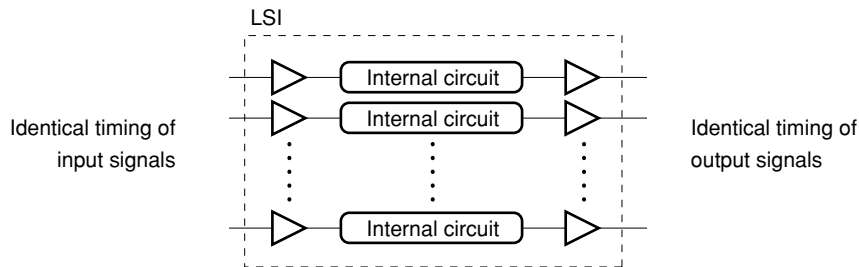 LSI
Internal circuit
Internal circuit
Identical timing of
input signals
Identical timing of
output signals
Internal circuit